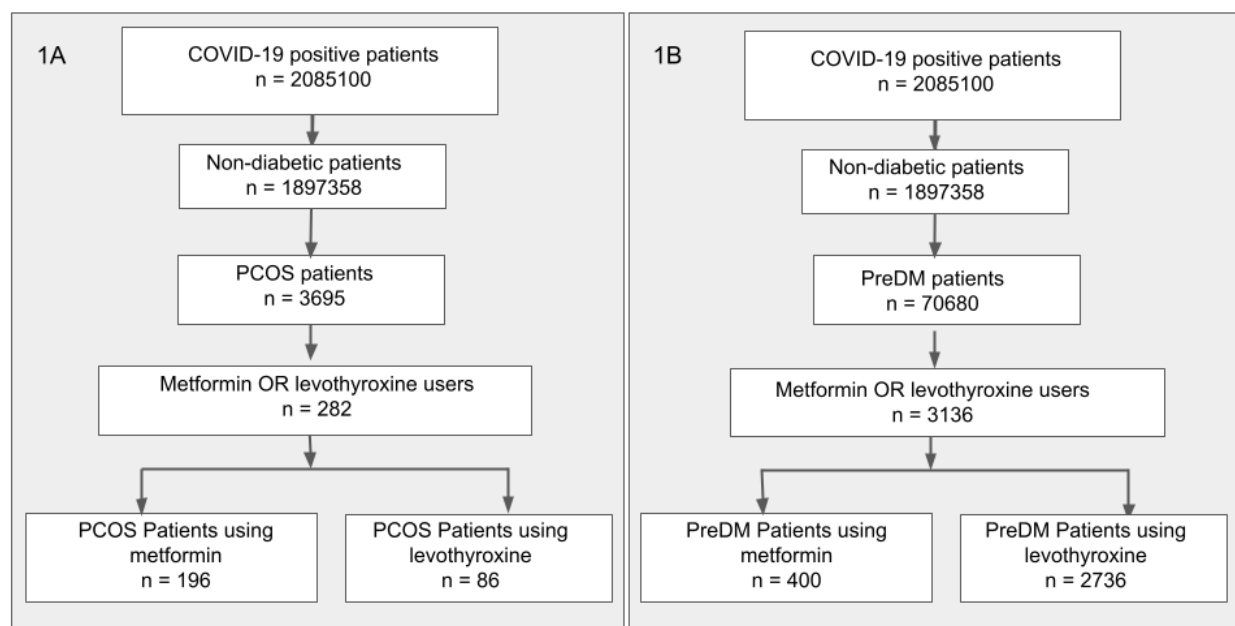 1A
COVID-19 positive patients
n = 2085100
Non-diabetic patients
n = 1897358
PCOS patients
n = 3695
Metformin OR levothyroxine users
n = 282
PCOS Patients using
metformin
n = 196
PCOS Patients using
levothyroxine
n = 86
1B
COVID-19 positive patients
n = 2085100
Non-diabetic patients
n = 1897358
PreDM patients
n = 70680
Metformin OR levothyroxine users
n = 3136
PreDM Patients using
metformin
n = 400
PreDM Patients using
levothyroxine
n = 2736